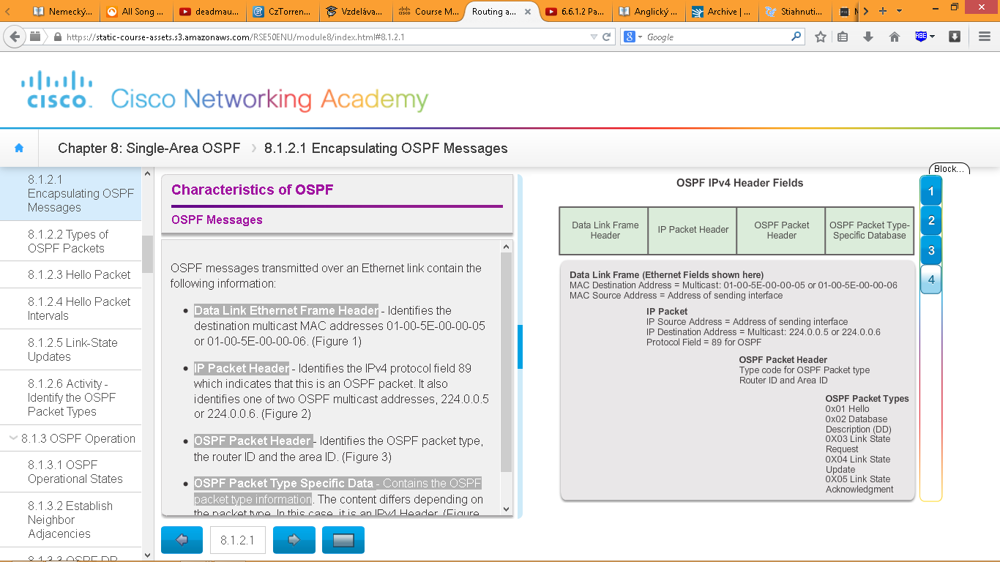 Nemecký...
All Song ...
deadmau...
CzTorren...
Vzdeláva...
Course M...
Routing a...
6.6.1.2 Pa...
Anglický ...
Archive | ...
Stiahnuti...
https://static-course-assets.s3.amazonaws.com/RSE50ENU/module8/index.html#8.1.2.1
Google
ABE
CISCO
Cisco Networking Academy
Chapter 8: Single-Area OSPF
8.1.2.1 Encapsulating OSPF Messages
8.1.2.1
Encapsulating OSPF
Messages
8.1.2.2 Types of
OSPF Packets
8.1.2.3 Hello Packet
8.1.2.4 Hello Packet
Intervals
8.1.2.5 Link-State
Updates
8.1.2.6 Activity -
Identify the OSPF
Packet Types
8.1.3 OSPF Operation
8.1.3.1 OSPF
Operational States
8.1.3.2 Establish
Neighbor
Adjacencies
8.1.3.3 OSPF DR
Characteristics of OSPF
OSPF Messages
OSPF messages transmitted over an Ethernet link contain the
following information:
Data Link Ethernet Frame Header - Identifies the
destination multicast MAC addresses 01-00-5E-00-00-05
or 01-00-5E-00-00-06. (Figure 1)
IP Packet Header - Identifies the IPv4 protocol field 89
which indicates that this is an OSPF packet. It also
identifies one of two OSPF multicast addresses, 224.0.0.5
or 224.0.0.6. (Figure 2)
OSPF Packet Header - Identifies the OSPF packet type,
the router ID and the area ID. (Figure 3)
OSPF Packet Type Specific Data - Contains the OSPF
packet type information. The content differs depending on
the packet type. In this case, it is an IPv4 Header. (Figure
8.1.2.1
Block...
1
2
3
4
OSPF IPv4 Header Fields
Data Link Frame
Header
IP Packet Header
OSPF Packet
Header
OSPF Packet Type-
Specific Database
Data Link Frame (Ethernet Fields shown here)
MAC Destination Address = Multicast: 01-00-5E-00-00-05 or 01-00-5E-00-00-06
MAC Source Address = Address of sending interface
IP Packet
IP Source Address = Address of sending interface
IP Destination Address = Multicast: 224.0.0.5 or 224.0.0.6
Protocol Field = 89 for OSPF
OSPF Packet Header
Type code for OSPF Packet type
Router ID and Area ID
OSPF Packet Types
0x01 Hello
0x02 Database
Description (DD)
0X03 Link State
Request
0X04 Link State
Update
0X05 Link State
Acknowledgment